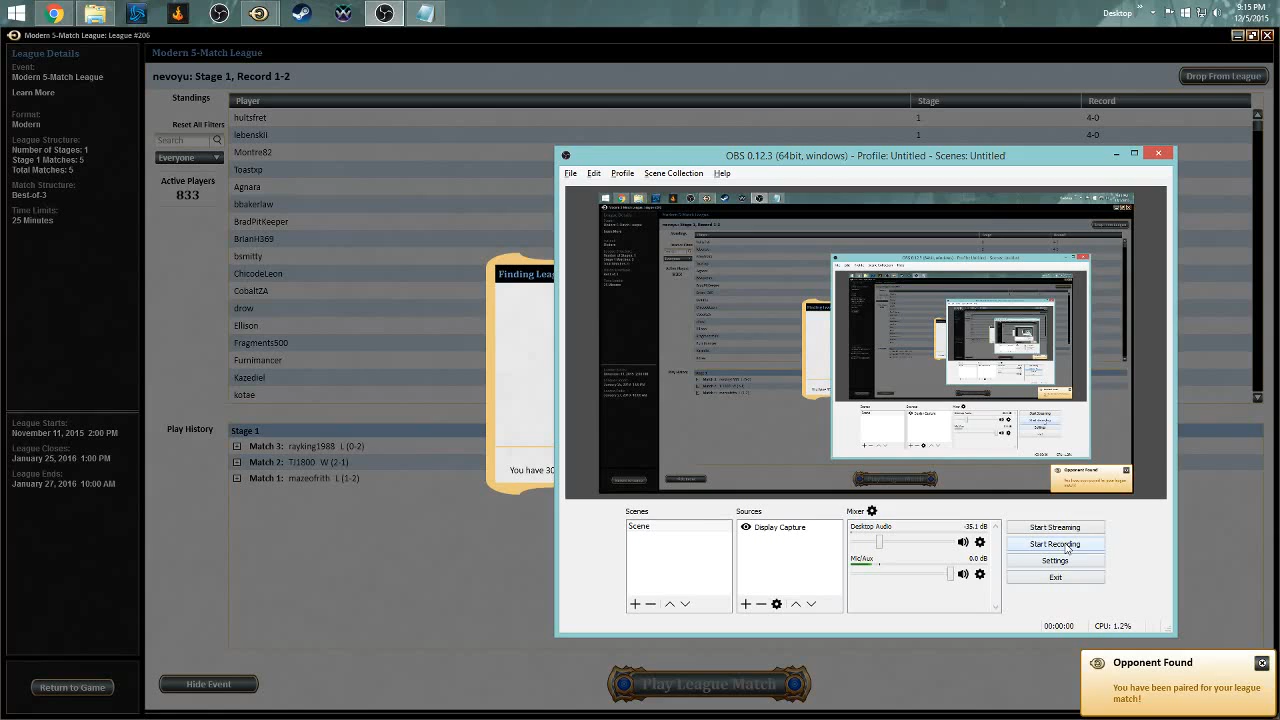 Desktop
9:15 PM
12/5/2015
Modern 5-Match League: League #206
League Details
Event:
Modern 5-Match League
Learn More
Format:
Modern
League Structure:
Number of Stages: 1
Stage 1 Matches: 5
Total Matches: 5
Match Structure:
Best-of-3
Time Limits:
25 Minutes
League Starts:
November 11, 2015 2:00 PM
League Closes:
January 25, 2016 1:00 PM
League Ends:
January 27, 2016 10:00 AM
Return to Game
Modern 5-Match League
nevoyu: Stage 1, Record 1-2
Drop From League
Standings
Reset All Filters
Search
Everyone
Active Players
833
Player Stage Record
hultsfret 1 4-0
lebenskii 1 4-0
Montre82
Toastxp
Agnara
bbakerlaw
BradPitKeeper
BrianH369
bsmitty
ChicodeLeon
CobaltZA
drow
Ellison
Fragments500
Furnimancer
Kazediel
kotae
Play History
Stage 1
Match 3: rayking1988 L (0-2)
Match 2: TJ1800 W (2-1)
Match 1: mazeofrith L (1-2)
Hide Event
Play League Match
Finding Leag
You have 30
OBS 0.12.3 (64bit, windows) - Profile: Untitled - Scenes: Untitled
File Edit Profile Scene Collection Help
Scenes
Scene
Sources
Display Capture
Mixer
Desktop Audio -35.1 dB
Mic/Aux 0.0 dB
Start Streaming
Start Recording
Settings
Exit
00:00:00 CPU: 1.2%
Opponent Found
You have been paired for your league
match!